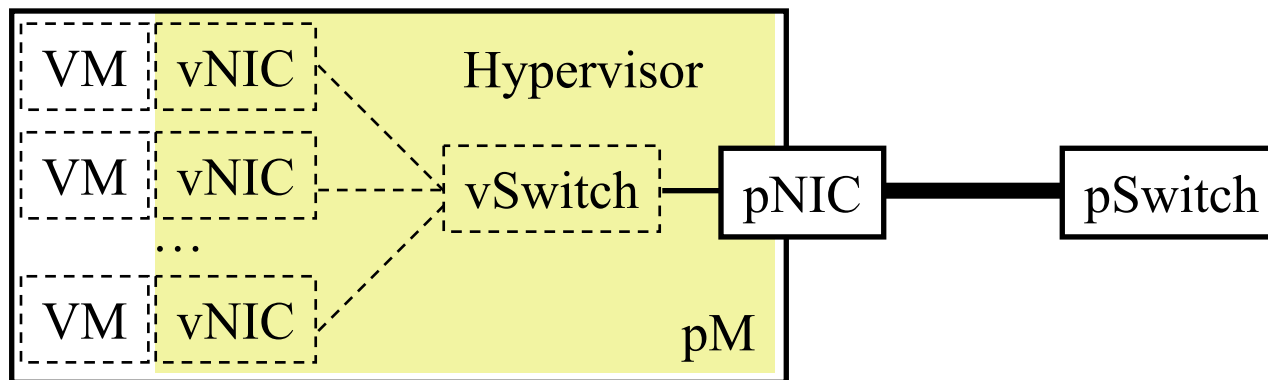 VM vNIC Hypervisor
VM vNIC vSwitch pNIC pSwitch
...
VM vNIC pM